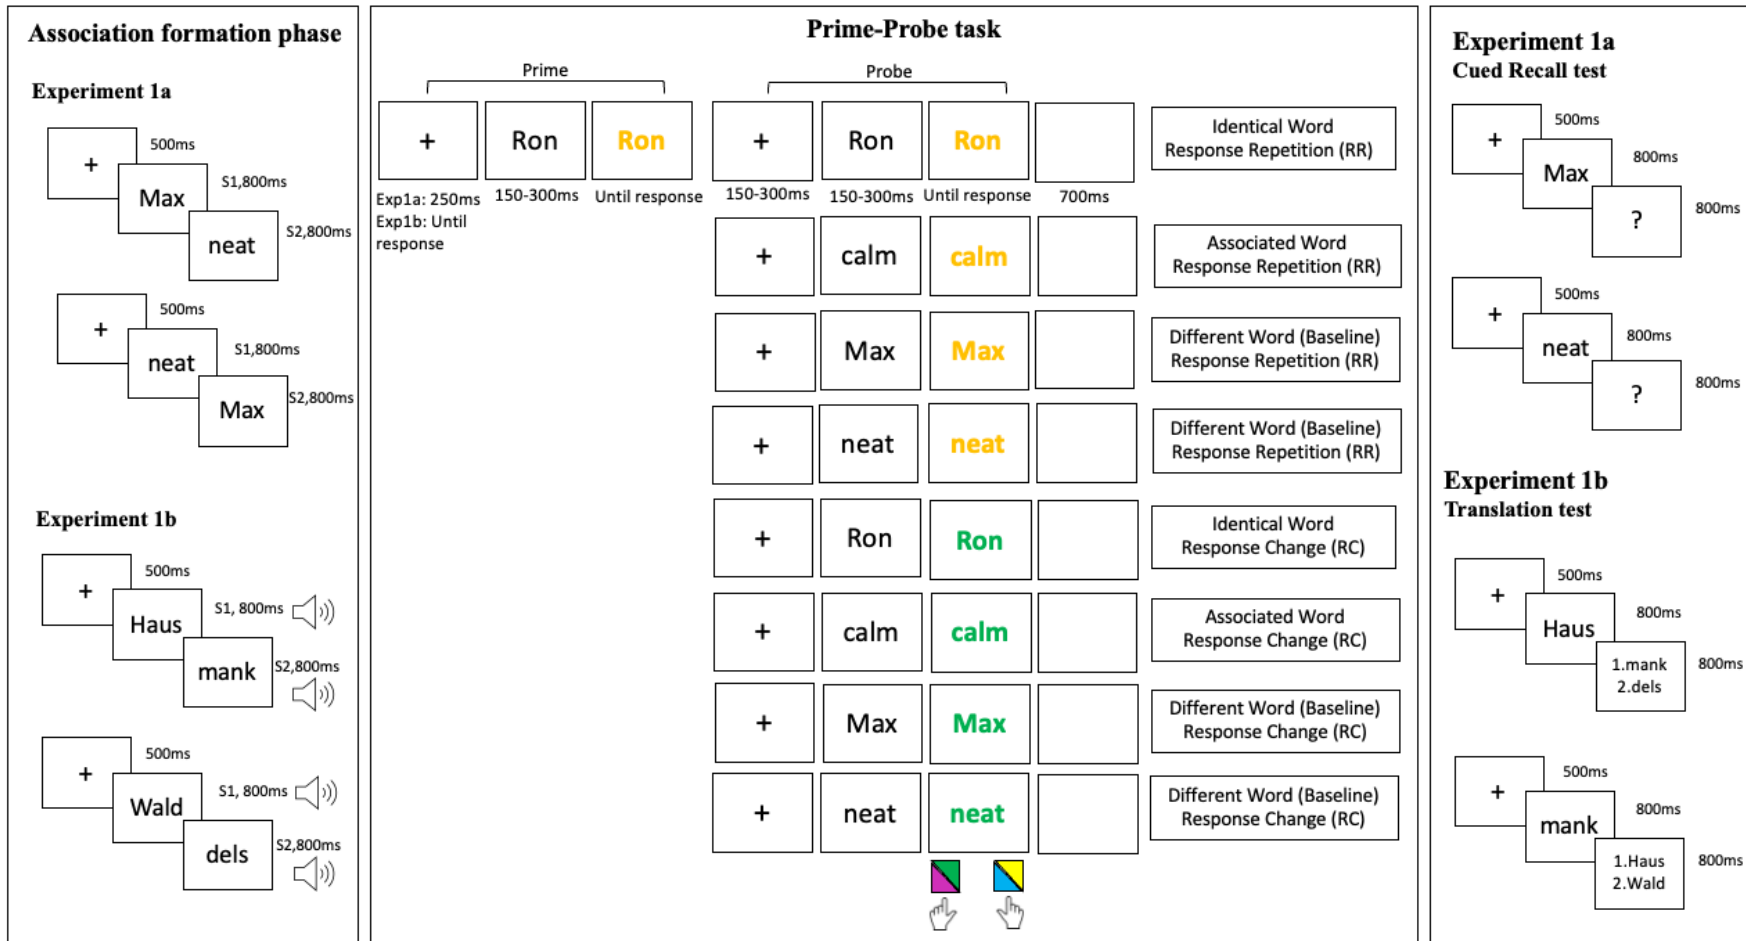 Association formation phase
Experiment 1a
+
500ms
Max
S1,800ms
neat
S2,800ms
+
500ms
neat
S1,800ms
Max
S2,800ms
Experiment 1b
+
500ms
Haus
S1, 800ms
mank
S2,800ms
+
500ms
Wald
S1, 800ms
dels
S2,800ms
Prime-Probe task
Prime
Probe
+ Ron Ron + Ron Ron
Identical Word
Response Repetition (RR)
Exp1a: 250ms
Exp1b: Until
response
150-300ms
Until response
150-300ms
150-300ms
Until response
700ms
+ calm calm
Associated Word
Response Repetition (RR)
+ Max Max
Different Word (Baseline)
Response Repetition (RR)
+ neat neat
Different Word (Baseline)
Response Repetition (RR)
+ Ron Ron
Identical Word
Response Change (RC)
+ calm calm
Associated Word
Response Change (RC)
+ Max Max
Different Word (Baseline)
Response Change (RC)
+ neat neat
Different Word (Baseline)
Response Change (RC)
Experiment 1a
Cued Recall test
+
500ms
Max
800ms
?
800ms
+
500ms
neat
800ms
?
800ms
Experiment 1b
Translation test
+
500ms
Haus
800ms
1.mank
2.dels
800ms
+
500ms
mank
800ms
1.Haus
2.Wald
800ms